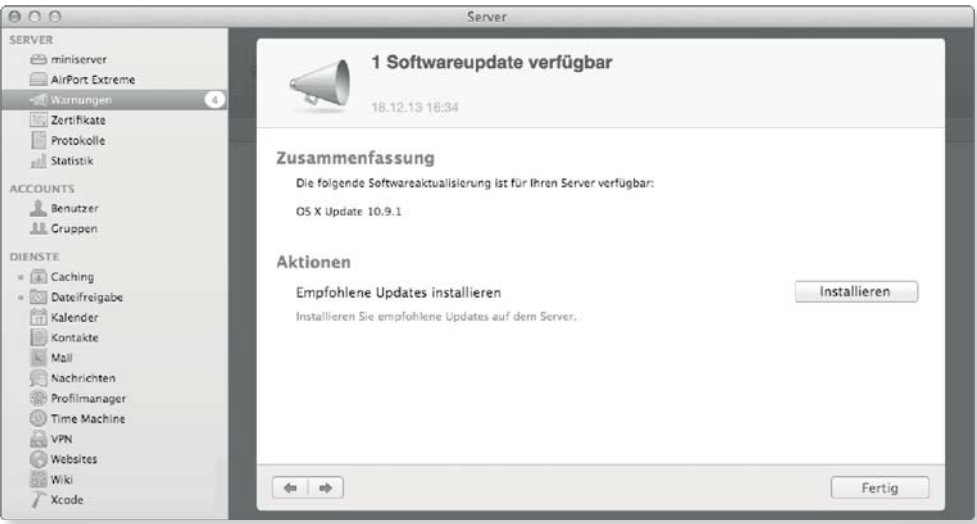 Server
SERVER
miniserver
AirPort Extreme
Warnungen 4
Zertifikate
Protokolle
Statistik
ACCOUNTS
Benutzer
Gruppen
DIENSTE
Caching
Dateifreigabe
Kalender
Kontakte
Mail
Nachrichten
Profilmanager
Time Machine
VPN
Websites
Wiki
Xcode
1 Softwareupdate verfügbar
18.12.13 16:34
Zusammenfassung
Die folgende Softwareaktualisierung ist für Ihren Server verfügbar:
OS X Update 10.9.1
Aktionen
Empfohlene Updates installieren
Installieren
Installieren Sie empfohlene Updates auf dem Server.
Fertig